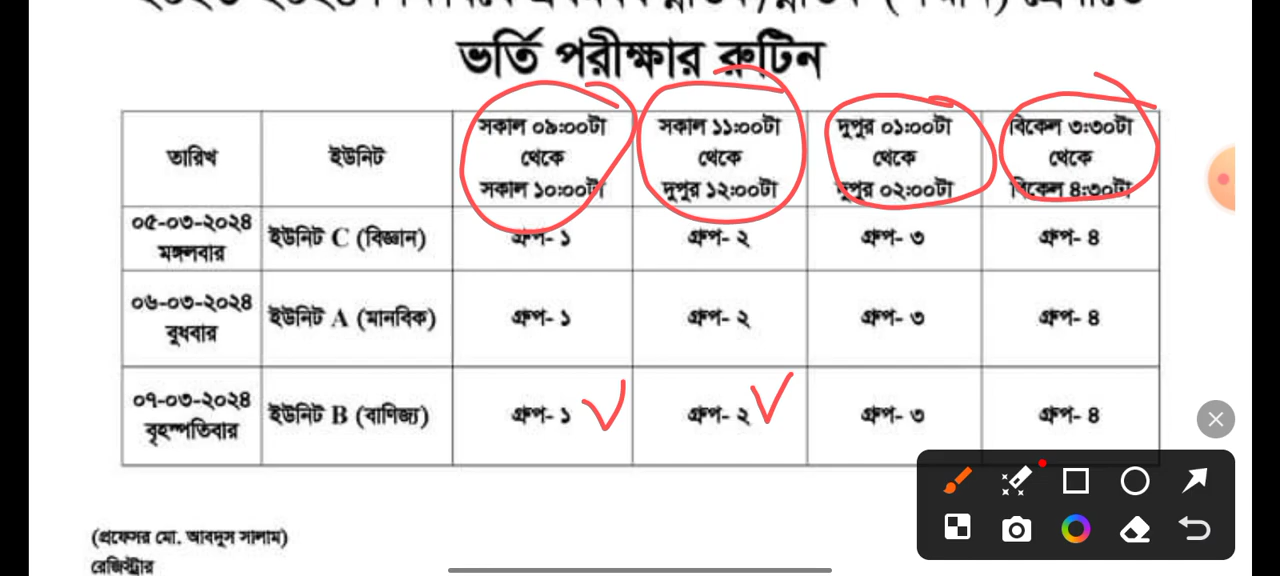 ভর্তি পরীক্ষার রুটিন
তারিখ
ইউনিট
সকাল ০৯:০০টা
থেকে
সকাল ১০:০০টা
সকাল ১১:০০টা
থেকে
দুপুর ১২:০০টা
দুপুর ০১:০০টা
থেকে
দুপুর ০২:০০টা
বিকেল ৩:৩০টা
থেকে
বিকেল ৪:৩০টা
০৫-০৩-২০২৪
মঙ্গলবার
ইউনিট C (বিজ্ঞান)
গ্রুপ- ১
গ্রুপ- ২
গ্রুপ- ৩
গ্রুপ- ৪
০৬-০৩-২০২৪
বুধবার
ইউনিট A (মানবিক)
গ্রুপ- ১
গ্রুপ- ২
গ্রুপ- ৩
গ্রুপ- ৪
০৭-০৩-২০২৪
বৃহস্পতিবার
ইউনিট B (বাণিজ্য)
গ্রুপ- ১
গ্রুপ- ২
গ্রুপ- ৩
গ্রুপ- ৪
(প্রফেসর মো. আবদুস সালাম)
রেজিস্ট্রার